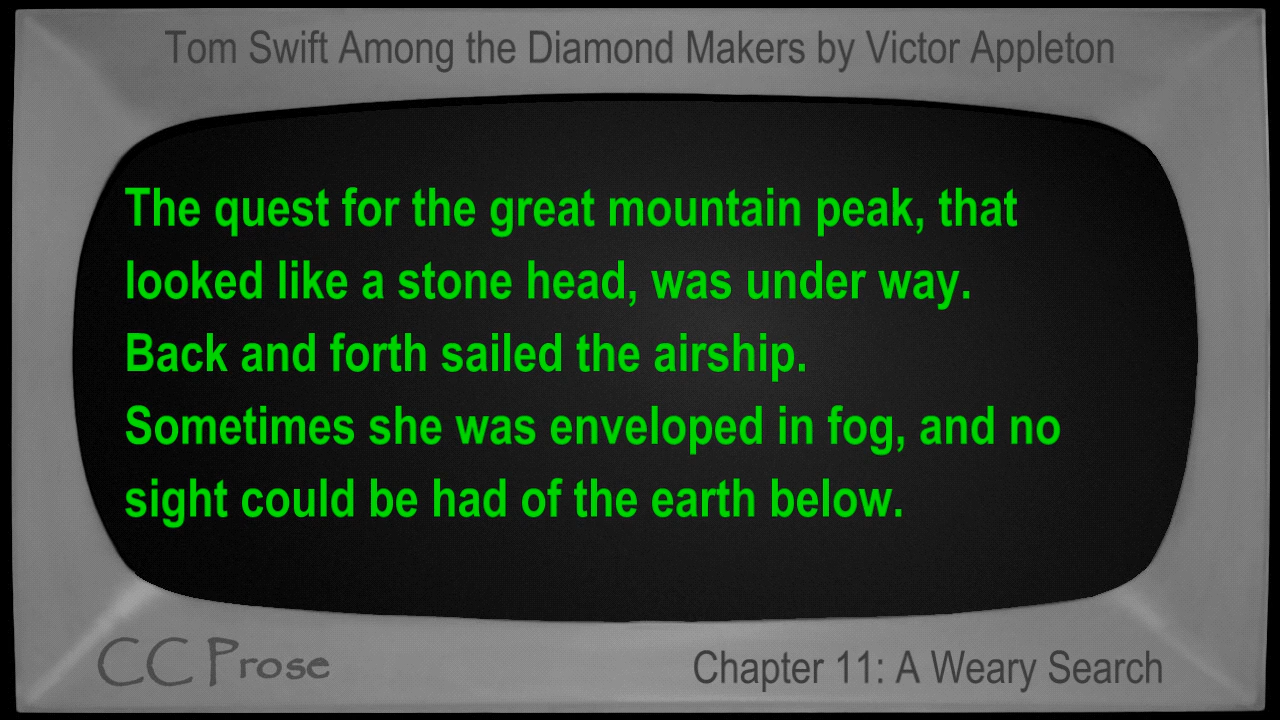 Tom Swift Among the Diamond Makers by Victor Appleton
The quest for the great mountain peak, that
looked like a stone head, was under way.
Back and forth sailed the airship.
Sometimes she was enveloped in fog, and no
sight could be had of the earth below.
CC Prose
Chapter 11: A Weary Search